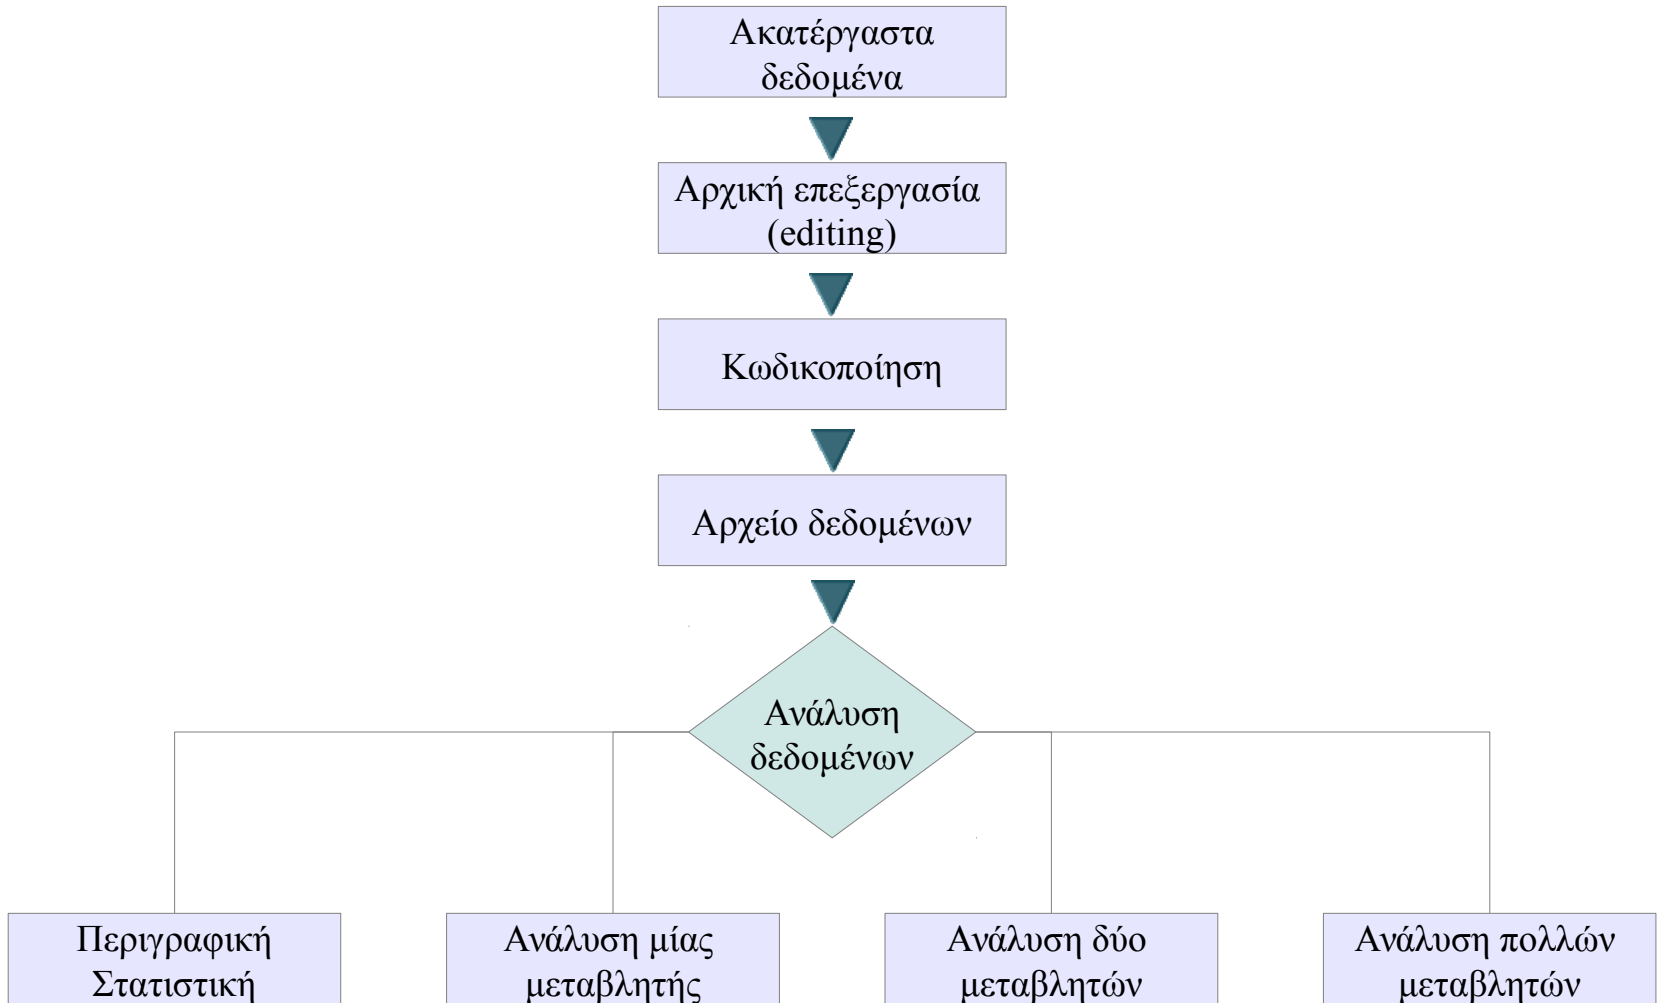 Ακατέργαστα
δεδομένα
Αρχική επεξεργασία
(editing)
Κωδικοποίηση
Αρχείο δεδομένων
Ανάλυση
δεδομένων
Περιγραφική
Στατιστική
Ανάλυση μίας
μεταβλητής
Ανάλυση δύο
μεταβλητών
Ανάλυση πολλών
μεταβλητών